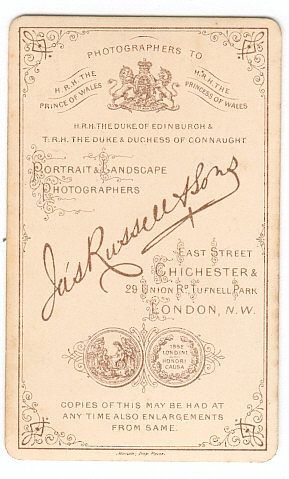 PHOTOGRAPHERS TO
H.R.H. THE PRINCE OF WALES
H.R.H. THE PRINCESS OF WALES
H.R.H. THE DUKE OF EDINBURGH &
T.R.H. THE DUKE & DUCHESS OF CONNAUGHT
PORTRAIT & LANDSCAPE
PHOTOGRAPHERS
Jas Russell & Sons
EAST STREET
CHICHESTER &
29 UNION RD. TUFNELL PARK
LONDON, N.W.
1862
LONDINI
HONORIS
CAUSA
COPIES OF THIS MAY BE HAD AT
ANY TIME ALSO ENLARGEMENTS
FROM SAME.